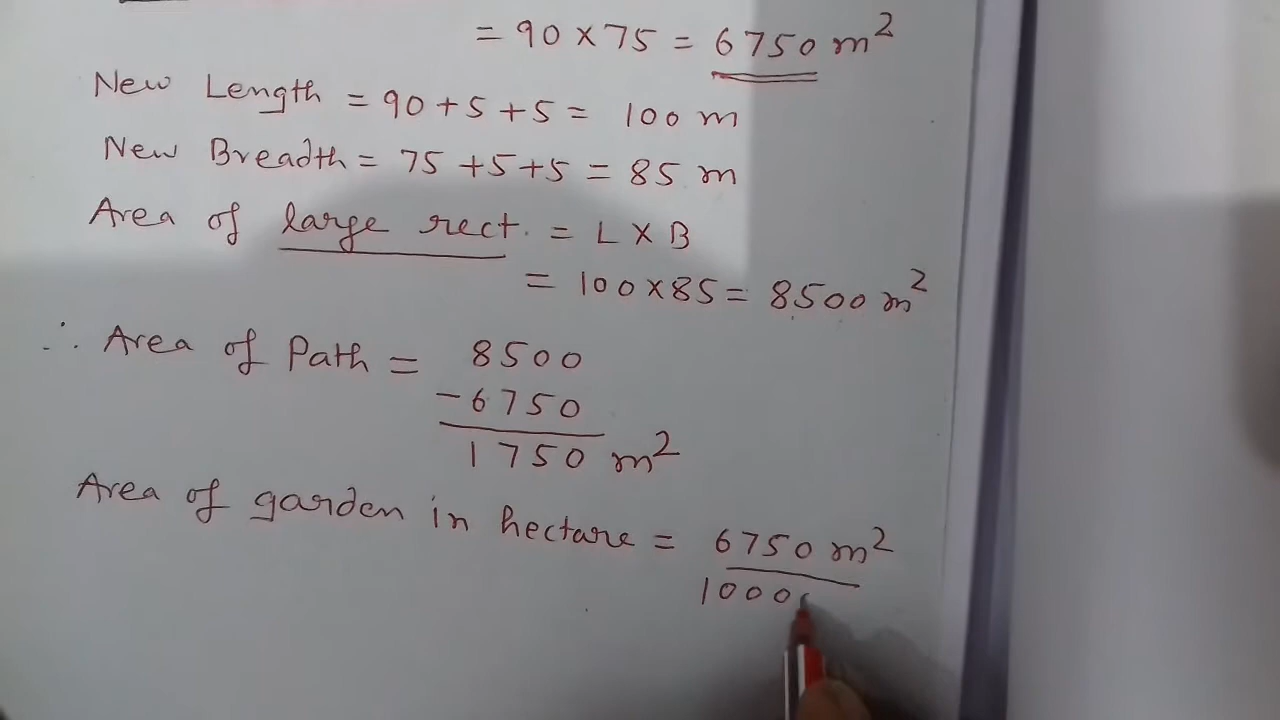 = 90 × 75 = 6750 m²
New Length = 90 + 5 + 5 = 100 m
New Breadth = 75 + 5 + 5 = 85 m
Area of large rect. = L × B
= 100 × 85 = 8500 m²
∴ Area of Path = 8500
- 6750
1750 m²
Area of garden in hectare = 6750 m²
1000